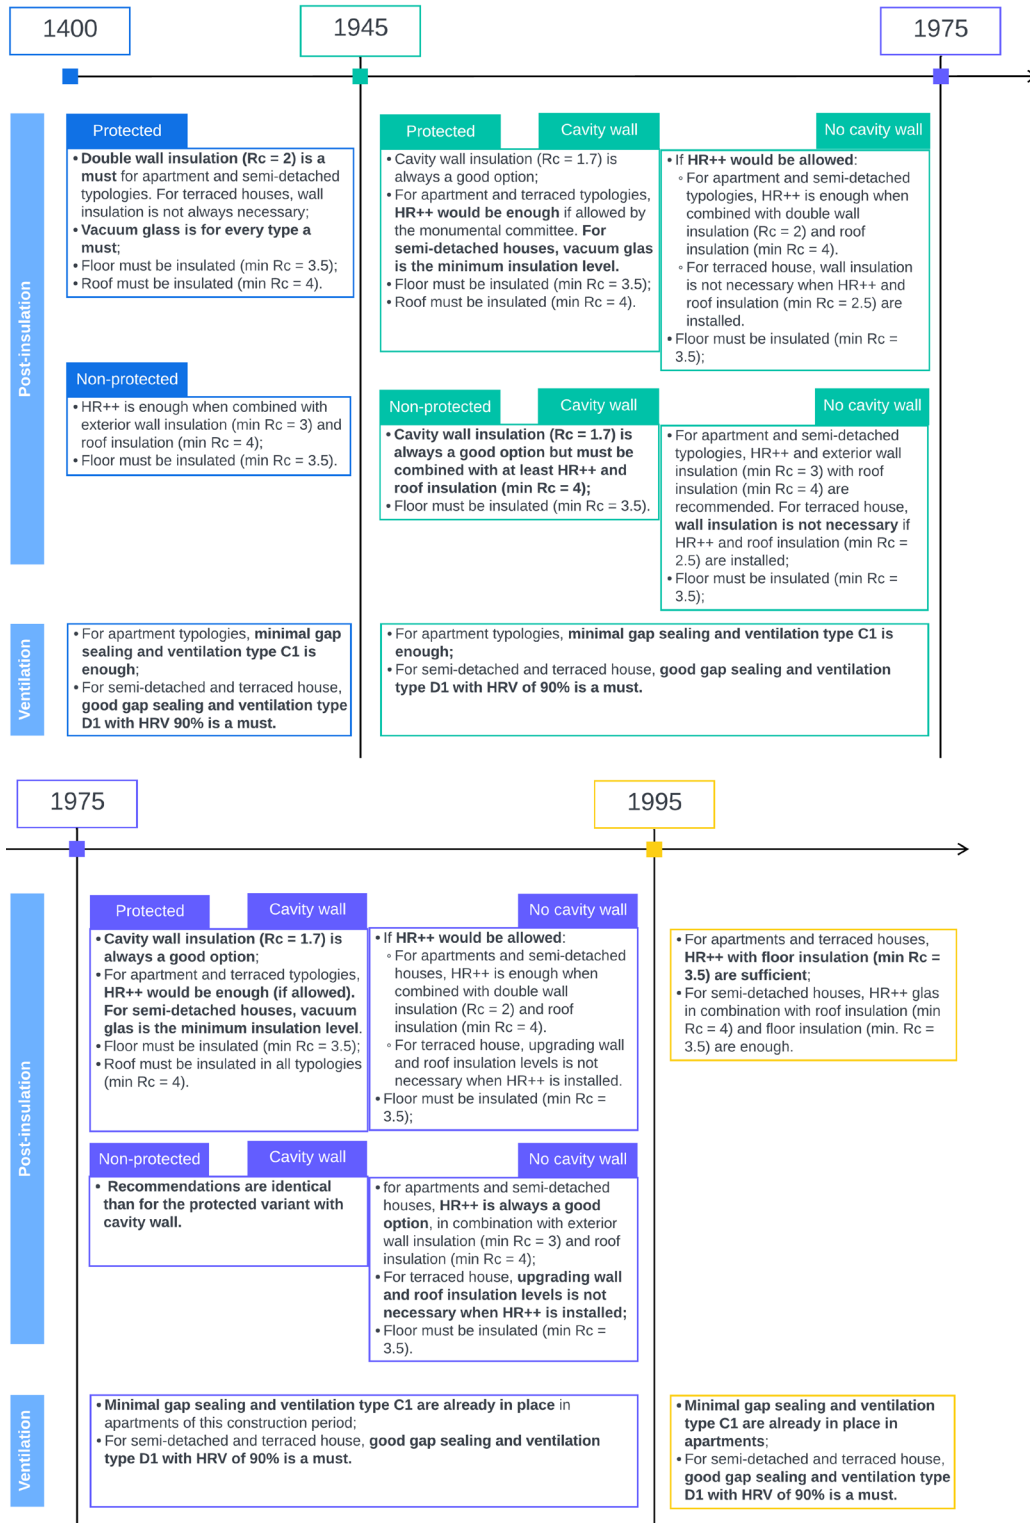 1400
1945
1975
Post-insulation
Protected
• Double wall insulation (Rc = 2) is a
must for apartment and semi-detached
typologies. For terraced houses, wall
insulation is not always necessary;
• Vacuum glass is for every type a
must;
• Floor must be insulated (min Rc = 3.5);
• Roof must be insulated (min Rc = 4).
Non-protected
• HR++ is enough when combined with
exterior wall insulation (min Rc = 3) and
roof insulation (min Rc = 4);
• Floor must be insulated (min Rc = 3.5).
Protected
Cavity wall
• Cavity wall insulation (Rc = 1.7) is
always a good option;
• For apartment and terraced typologies,
HR++ would be enough if allowed by
the monumental committee. For
semi-detached houses, vacuum glas
is the minimum insulation level.
• Floor must be insulated (min Rc = 3.5);
• Roof must be insulated (min Rc = 4).
No cavity wall
• If HR++ would be allowed:
◦ For apartment and semi-detached
typologies, HR++ is enough when
combined with double wall
insulation (Rc = 2) and roof
insulation (min Rc = 4).
◦ For terraced house, wall insulation
is not necessary when HR++ and
roof insulation (min Rc = 2.5) are
installed.
• Floor must be insulated (min Rc =
3.5);
Non-protected
Cavity wall
• Cavity wall insulation (Rc = 1.7) is
always a good option but must be
combined with at least HR++ and
roof insulation (min Rc = 4);
• Floor must be insulated (min Rc = 3.5).
No cavity wall
• For apartment and semi-detached
typologies, HR++ and exterior wall
insulation (min Rc = 3) with roof
insulation (min Rc = 4) are
recommended. For terraced house,
wall insulation is not necessary if
HR++ and roof insulation (min Rc =
2.5) are installed;
• Floor must be insulated (min Rc =
3.5);
Ventilation
• For apartment typologies, minimal gap
sealing and ventilation type C1 is
enough;
• For semi-detached and terraced house,
good gap sealing and ventilation type
D1 with HRV 90% is a must.
• For apartment typologies, minimal gap sealing and ventilation type C1 is
enough;
• For semi-detached and terraced house, good gap sealing and ventilation
type D1 with HRV of 90% is a must.
1975
1995
Post-insulation
Protected
Cavity wall
• Cavity wall insulation (Rc = 1.7) is
always a good option;
• For apartment and terraced typologies,
HR++ would be enough (if allowed).
For semi-detached houses, vacuum
glas is the minimum insulation level.
• Floor must be insulated (min Rc = 3.5);
• Roof must be insulated in all typologies
(min Rc = 4).
No cavity wall
• If HR++ would be allowed:
◦ For apartments and semi-detached
houses, HR++ is enough when
combined with double wall
insulation (Rc = 2) and roof
insulation (min Rc = 4).
◦ For terraced house, upgrading wall
and roof insulation levels is not
necessary when HR++ is installed.
• Floor must be insulated (min Rc =
3.5);
• For apartments and terraced houses,
HR++ with floor insulation (min Rc =
3.5) are sufficient;
• For semi-detached houses, HR++ glas
in combination with roof insulation (min
Rc = 4) and floor insulation (min. Rc =
3.5) are enough.
Non-protected
Cavity wall
• Recommendations are identical
than for the protected variant with
cavity wall.
No cavity wall
• for apartments and semi-detached
houses, HR++ is always a good
option, in combination with exterior
wall insulation (min Rc = 3) and roof
insulation (min Rc = 4);
• For terraced house, upgrading wall
and roof insulation levels is not
necessary when HR++ is installed;
• Floor must be insulated (min Rc =
3.5).
Ventilation
• Minimal gap sealing and ventilation type C1 are already in place in
apartments of this construction period;
• For semi-detached and terraced house, good gap sealing and ventilation
type D1 with HRV of 90% is a must.
• Minimal gap sealing and ventilation
type C1 are already in place in
apartments;
• For semi-detached and terraced house,
good gap sealing and ventilation type
D1 with HRV of 90% is a must.